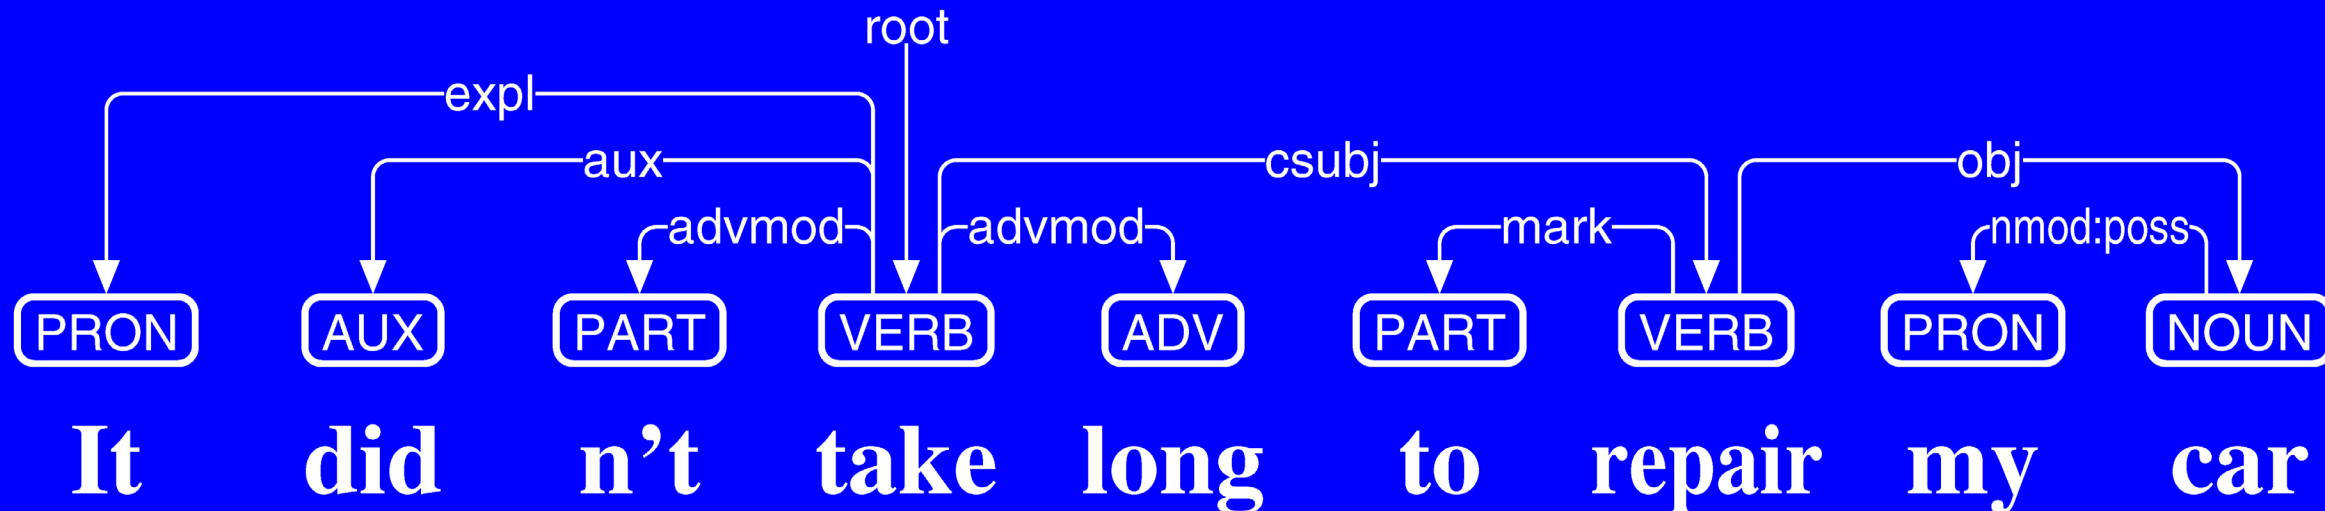 root
expl
aux csubj obj
advmod advmod mark nmod:poss
PRON AUX PART VERB ADV PART VERB PRON NOUN
It did n’t take long to repair my car